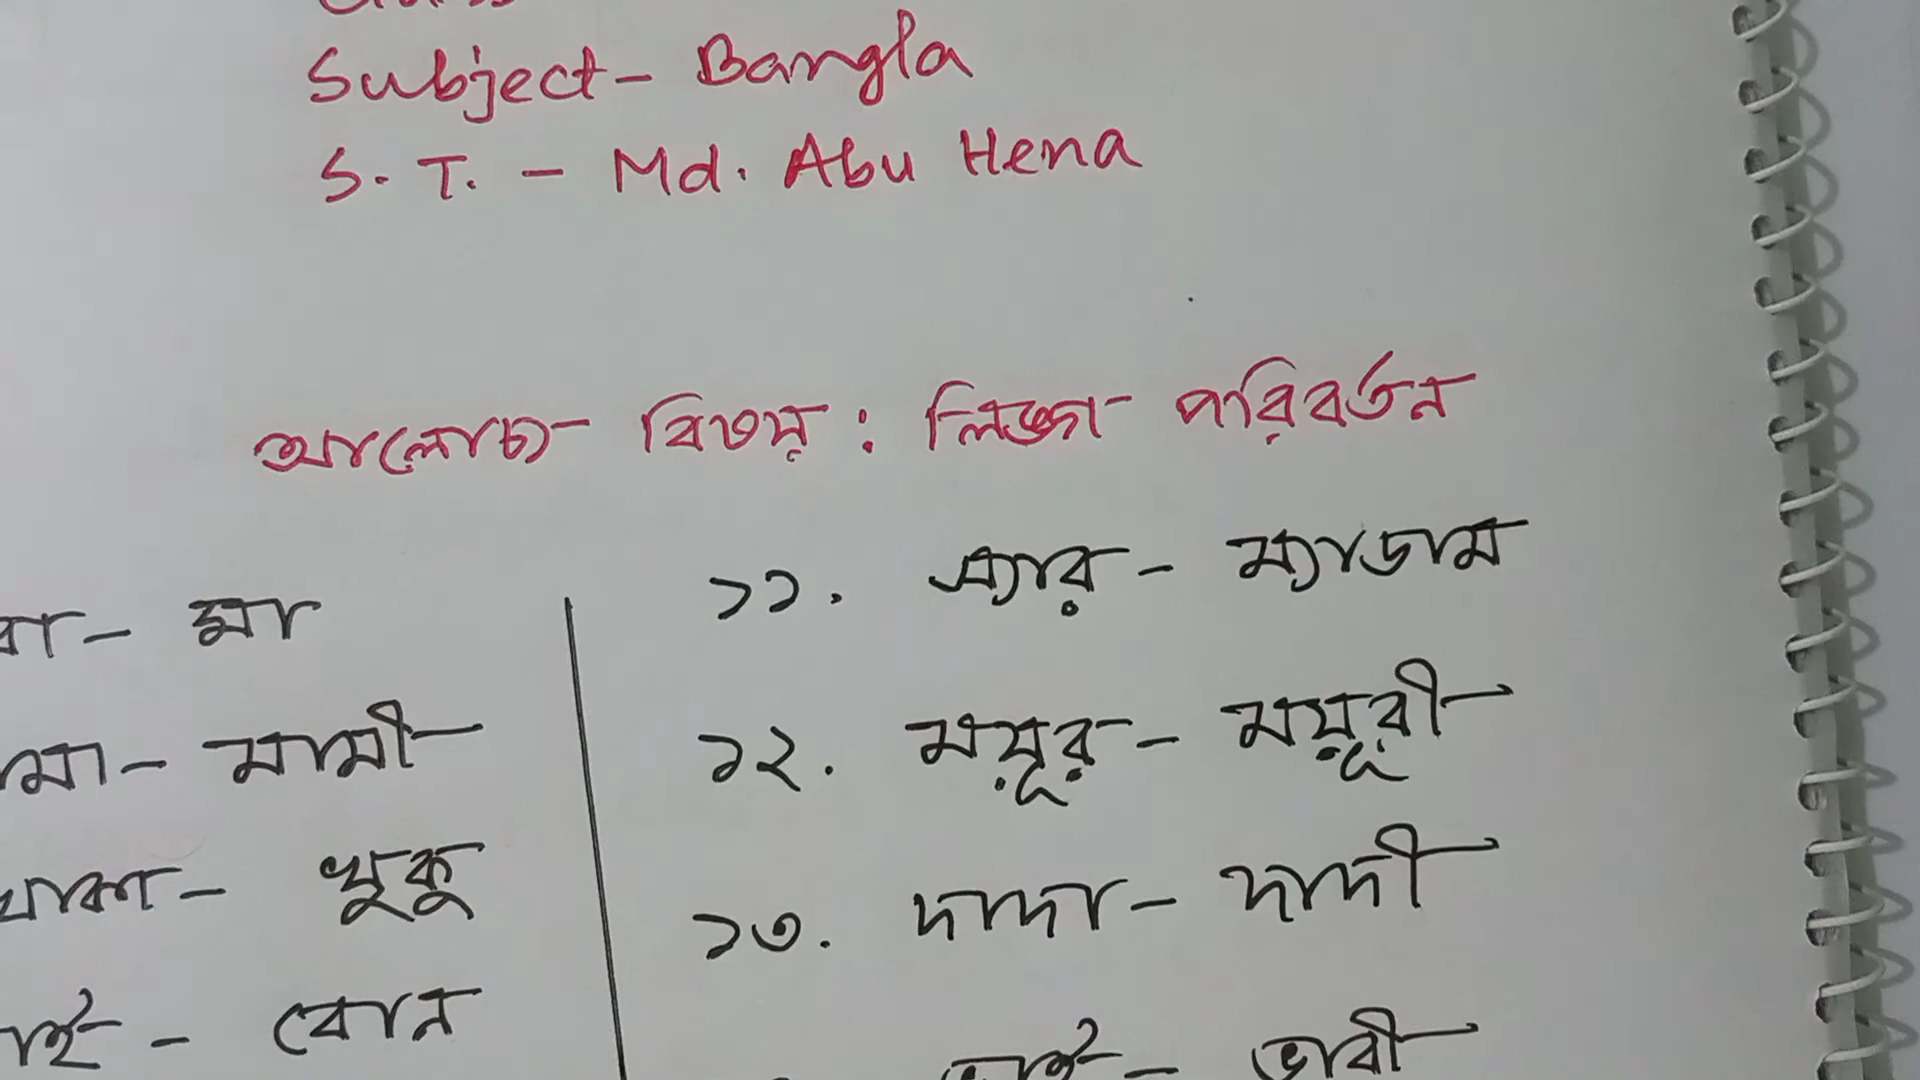 Subject - Bangla
S. T. - Md. Abu Hena
আলোচ্য বিষয় : লিঙ্গ পরিবর্তন
বা - মা
মা - মামী
খোকা - খুকু
ভাই - বোন
১১. স্যার - ম্যাডাম
১২. ময়ূর - ময়ূরী
১৩. দাদা - দাদী
ভাই - ভাবী